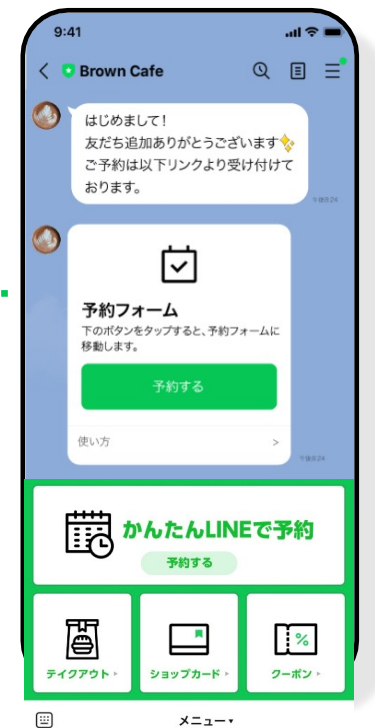 9:41
Brown Cafe
はじめまして！
友だち追加ありがとうございます✨
ご予約は以下リンクより受け付けて
おります。
予約フォーム
下のボタンをタップすると、予約フォームに
移動します。
予約する
使い方 >
かんたんLINEで予約
予約する
テイクアウト
ショップカード
%
クーポン
メニュー▾